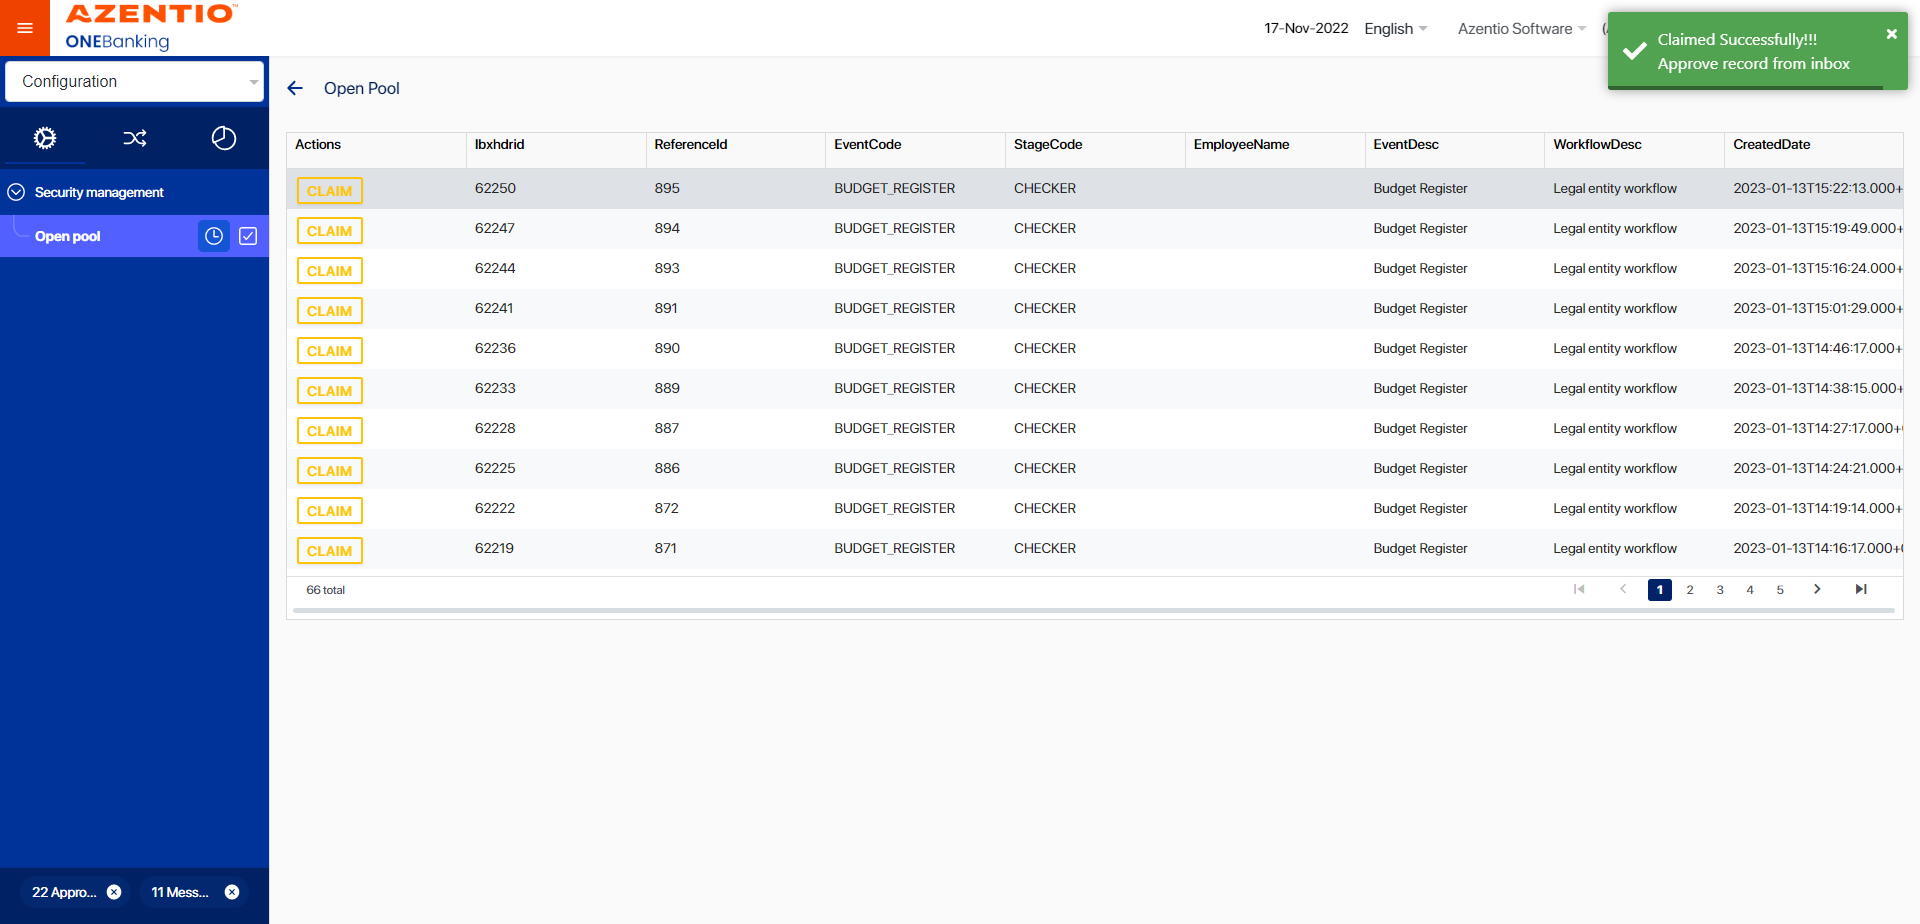 AZENTIO™
ONEBanking
17-Nov-2022 English Azentio Software
Claimed Successfully!!!
Approve record from inbox
Configuration
Security management
Open pool
Open Pool
Actions Ibxhdrid ReferenceId EventCode StageCode EmployeeName EventDesc WorkflowDesc CreatedDate
CLAIM 62250 895 BUDGET_REGISTER CHECKER Budget Register Legal entity workflow 2023-01-13T15:22:13.000+
CLAIM 62247 894 BUDGET_REGISTER CHECKER Budget Register Legal entity workflow 2023-01-13T15:19:49.000+
CLAIM 62244 893 BUDGET_REGISTER CHECKER Budget Register Legal entity workflow 2023-01-13T15:16:24.000+
CLAIM 62241 891 BUDGET_REGISTER CHECKER Budget Register Legal entity workflow 2023-01-13T15:01:29.000+
CLAIM 62236 890 BUDGET_REGISTER CHECKER Budget Register Legal entity workflow 2023-01-13T14:46:17.000+
CLAIM 62233 889 BUDGET_REGISTER CHECKER Budget Register Legal entity workflow 2023-01-13T14:38:15.000+
CLAIM 62228 887 BUDGET_REGISTER CHECKER Budget Register Legal entity workflow 2023-01-13T14:27:17.000+
CLAIM 62225 886 BUDGET_REGISTER CHECKER Budget Register Legal entity workflow 2023-01-13T14:24:21.000+
CLAIM 62222 872 BUDGET_REGISTER CHECKER Budget Register Legal entity workflow 2023-01-13T14:19:14.000+
CLAIM 62219 871 BUDGET_REGISTER CHECKER Budget Register Legal entity workflow 2023-01-13T14:16:17.000+
66 total 1 2 3 4 5
22 Appro... 11 Mess...